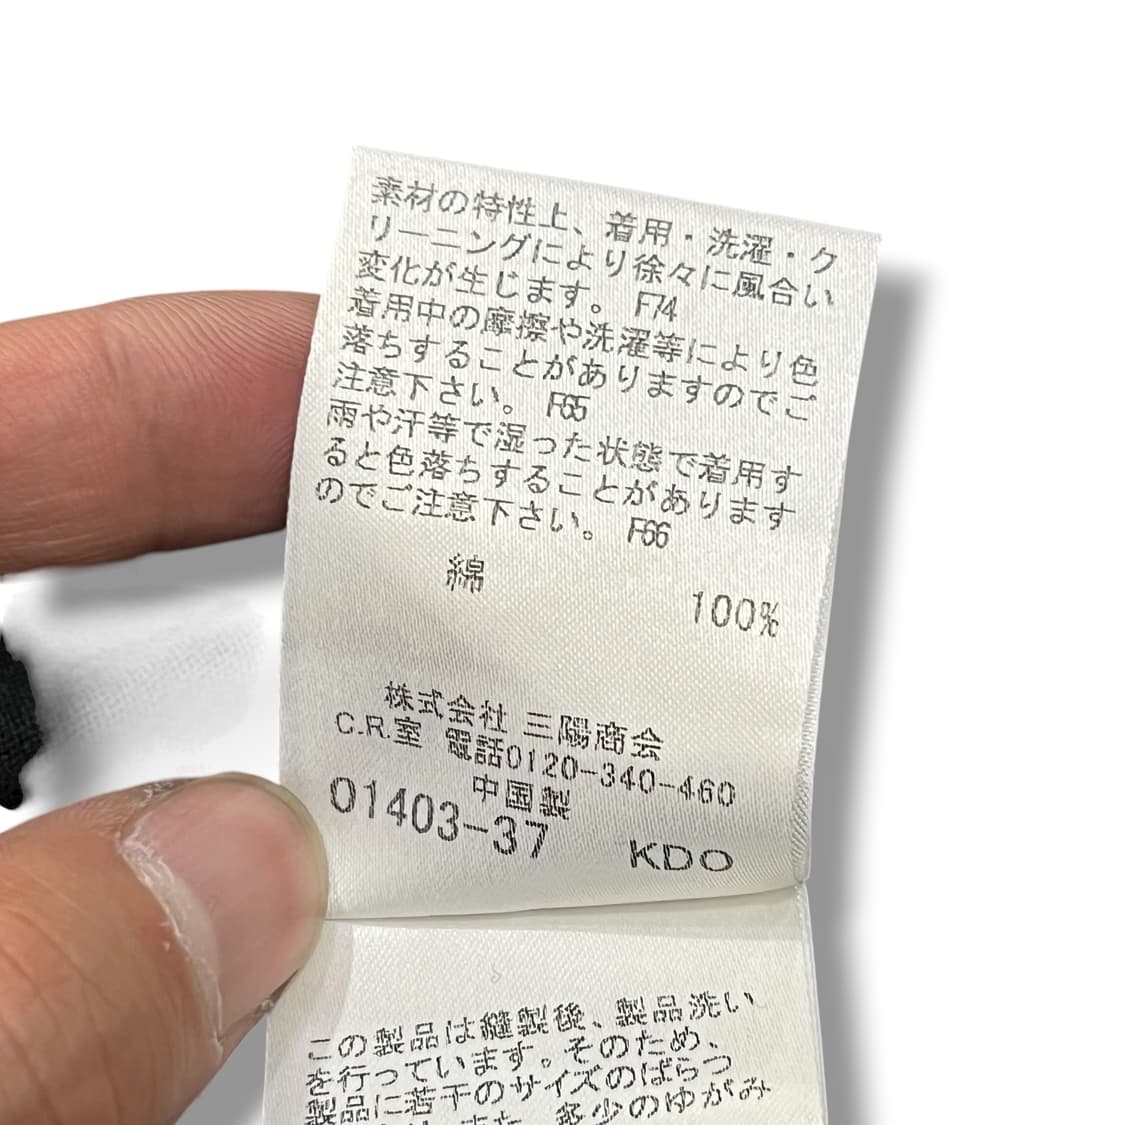 素材の特性上、着用・洗濯・ク
リーニングにより徐々に風合い
変化が生じます。 F74
着用中の摩擦や洗濯等により色
落ちすることがありますのでご
注意下さい。 F65
雨や汗等で湿った状態で着用す
ると色落ちすることがあります
のでご注意下さい。 F66
綿 100%
株式会社 三陽商会
C.R.室 電話0120-340-460
中国製
01403-37 KDO
この製品は縫製後、製品洗い
を行っています。そのため、
製品に若干のサイズのばらつ
また、多少のゆがみ